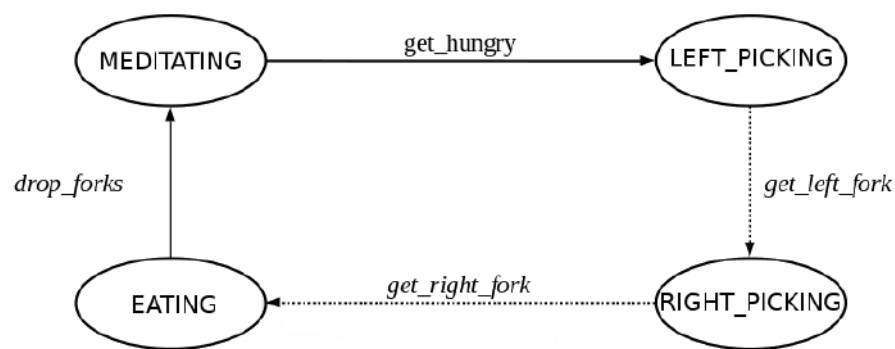 get_hungry
MEDITATING
LEFT_PICKING
drop_forks
get_left_fork
get_right_fork
EATING
RIGHT_PICKING